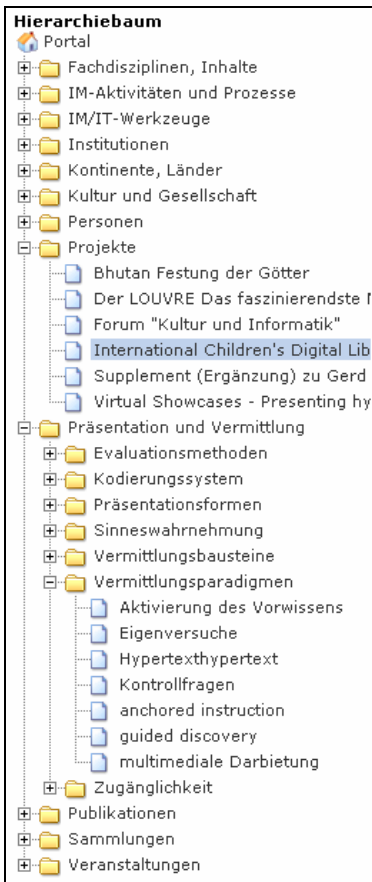 Hierarchiebaum
Portal
Fachdisziplinen, Inhalte
IM-Aktivitäten und Prozesse
IM/IT-Werkzeuge
Institutionen
Kontinente, Länder
Kultur und Gesellschaft
Personen
Projekte
Bhutan Festung der Götter
Der LOUVRE Das faszinierendste
Forum "Kultur und Informatik"
International Children's Digital Lib
Supplement (Ergänzung) zu Gerd
Virtual Showcases - Presenting hy
Präsentation und Vermittlung
Evaluationsmethoden
Kodierungssystem
Präsentationsformen
Sinneswahrnehmung
Vermittlungsbausteine
Vermittlungsparadigmen
Aktivierung des Vorwissens
Eigenversuche
Hypertexthypertext
Kontrollfragen
anchored instruction
guided discovery
multimediale Darbietung
Zugänglichkeit
Publikationen
Sammlungen
Veranstaltungen